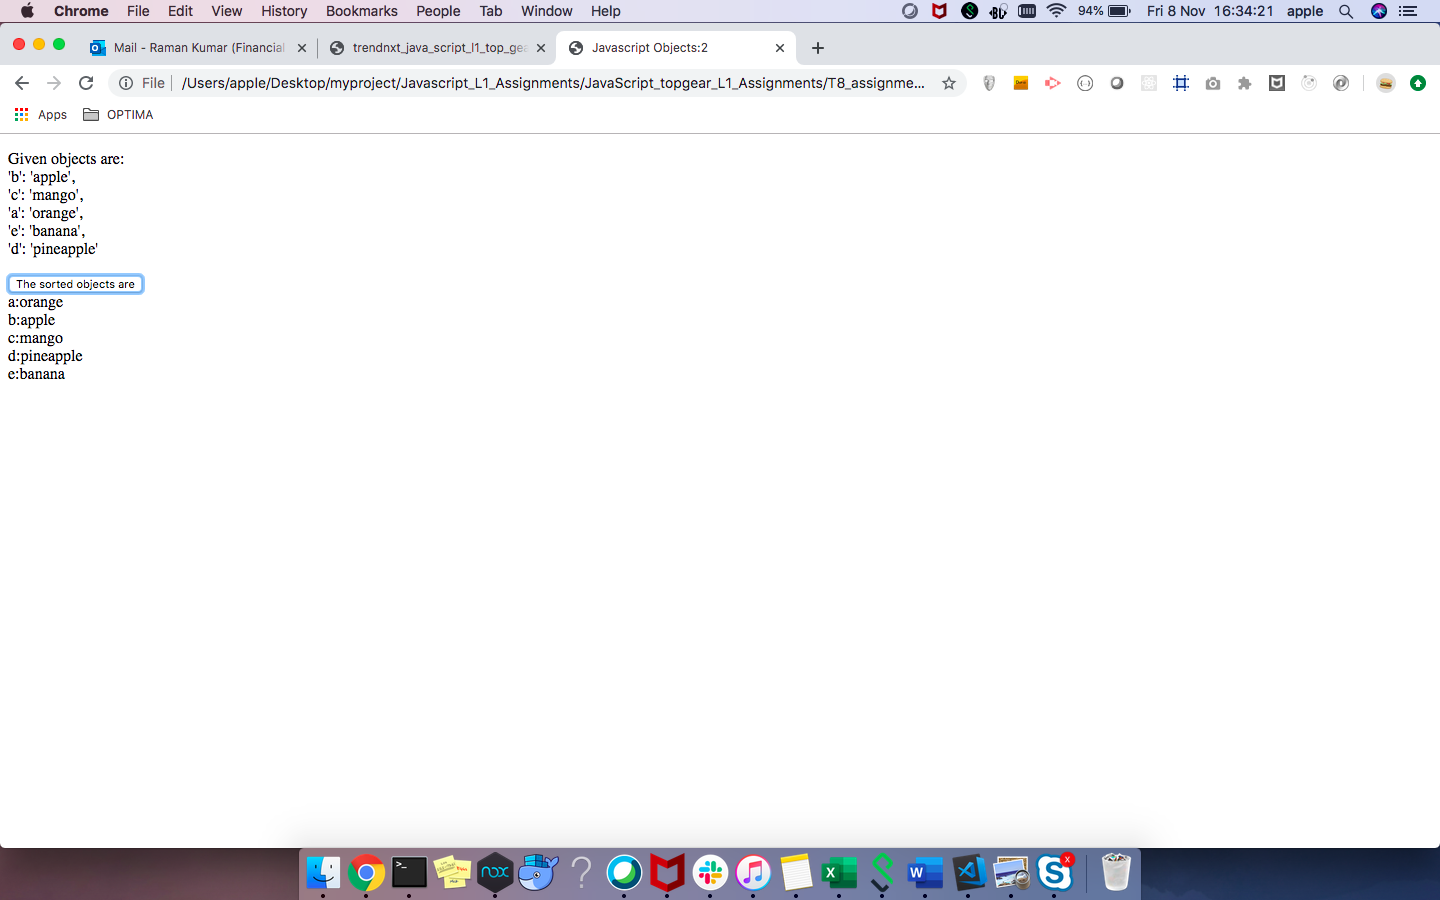 Chrome File Edit View History Bookmarks People Tab Window Help 94% Fri 8 Nov 16:34:21 apple
Mail - Raman Kumar (Financial trendnxt_java_script_l1_top_gea Javascript Objects:2
File /Users/apple/Desktop/myproject/Javascript_L1_Assignments/JavaScript_topgear_L1_Assignments/T8_assignme...
Apps OPTIMA
Given objects are:
'b': 'apple',
'c': 'mango',
'a': 'orange',
'e': 'banana',
'd': 'pineapple'
The sorted objects are
a:orange
b:apple
c:mango
d:pineapple
e:banana